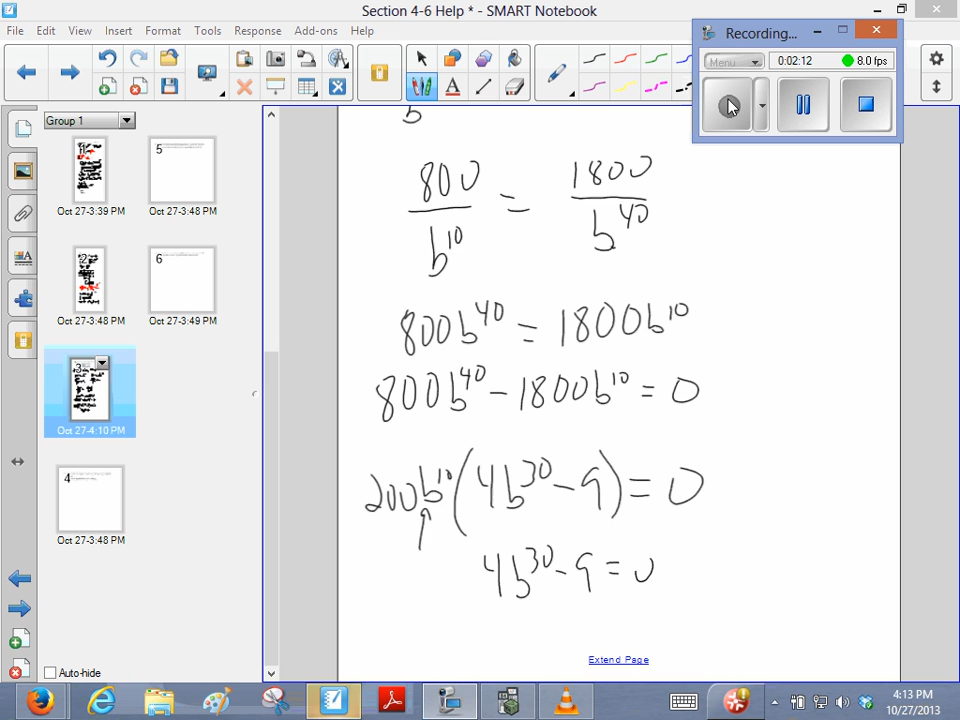 Section 4-6 Help * - SMART Notebook
File Edit View Insert Format Tools Response Add-ons Help
Recording...
Menu 0:02:12 8.0 fps
Group 1
Oct 27-3:39 PM
5
Oct 27-3:48 PM
2
Oct 27-3:48 PM
6
Oct 27-3:49 PM
3
Oct 27-4:10 PM
4
Oct 27-3:48 PM
Auto-hide
b
800/b^10 = 1800/b^40
800b^40 = 1800b^10
800b^40 - 1800b^10 = 0
200b^10(4b^30 - 9) = 0
4b^30 - 9 = 0
Extend Page
4:13 PM
10/27/2013